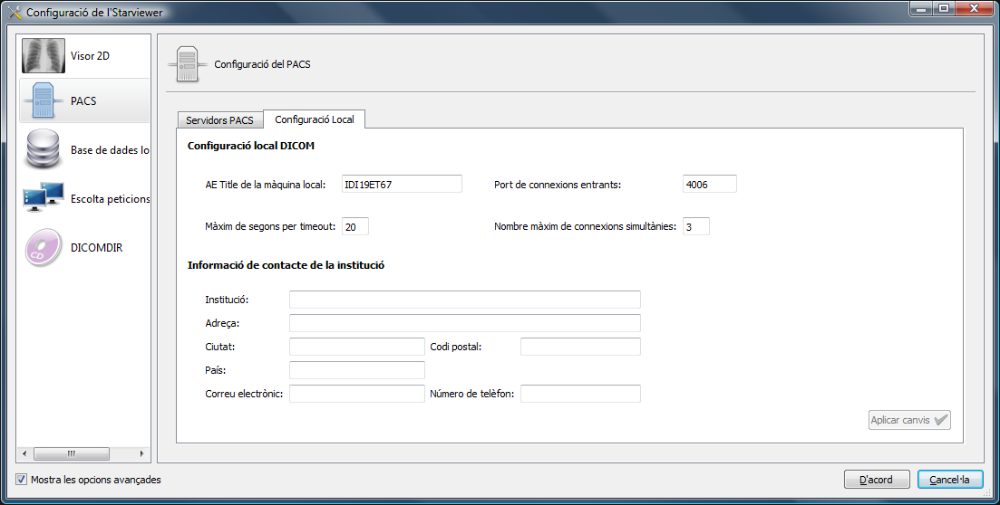 Configuració de l'Starviewer
Visor 2D
PACS
Base de dades lo
Escolta peticions
DICOMDIR
CD
Configuració del PACS
Servidors PACS
Configuració Local
Configuració local DICOM
AE Title de la màquina local: IDI19ET67 Port de connexions entrants: 4006
Màxim de segons per timeout: 20 Nombre màxim de connexions simultànies: 3
Informació de contacte de la institució
Institució:
Adreça:
Ciutat: Codi postal:
País:
Correu electrònic: Número de telèfon:
Aplicar canvis
Mostra les opcions avançades
D'acord
Cancel·la